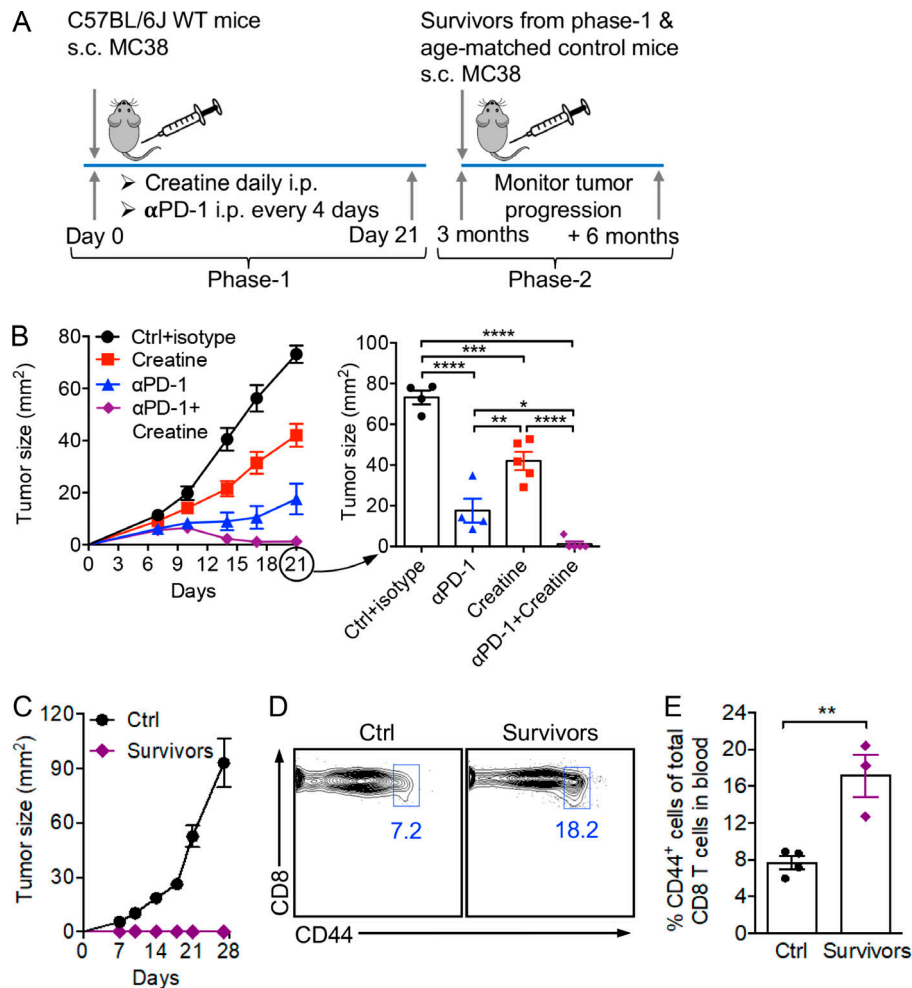 A
C57BL/6J WT mice
s.c. MC38
Survivors from phase-1 &
age-matched control mice
s.c. MC38
➢ Creatine daily i.p.
➢ αPD-1 i.p. every 4 days
Monitor tumor
progression
Day 0
Day 21
3 months
+ 6 months
Phase-1
Phase-2
B
Tumor size (mm²)
80
60
40
20
0
Ctrl+isotype
Creatine
αPD-1
αPD-1+
Creatine
0 3 6 9 12 15 18 21
Days
Tumor size (mm²)
100
80
60
40
20
0
****
***
****
*
** ****
Ctrl+isotype
αPD-1
Creatine
αPD-1+Creatine
C
Tumor size (mm²)
120
90
60
30
0
Ctrl
Survivors
0 7 14 21 28
Days
D
Ctrl
Survivors
7.2
18.2
CD8
CD44
E
% CD44⁺ cells of total
CD8 T cells in blood
24
20
16
12
8
4
0
**
Ctrl
Survivors